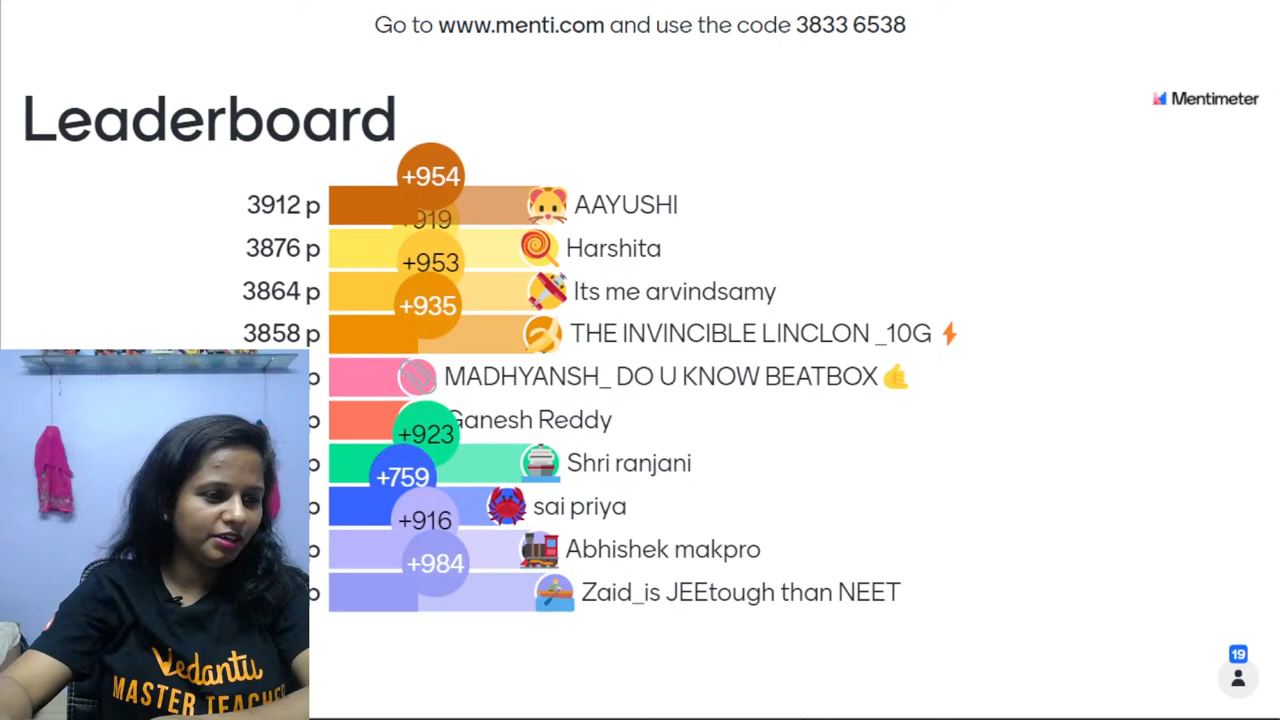 Go to www.menti.com and use the code 3833 6538
Mentimeter
Leaderboard
+954
3912 p AAYUSHI
+919
3876 p Harshita
+953
3864 p Its me arvindsamy
+935
3858 p THE INVINCIBLE LINCLON _10G ⚡
p MADHYANSH_ DO U KNOW BEATBOX 🤙
p Ganesh Reddy
+923
p Shri ranjani
+759
p sai priya
+916
p Abhishek makpro
+984
p Zaid_is JEEtough than NEET
19
Vedantu
MASTER TEACHER